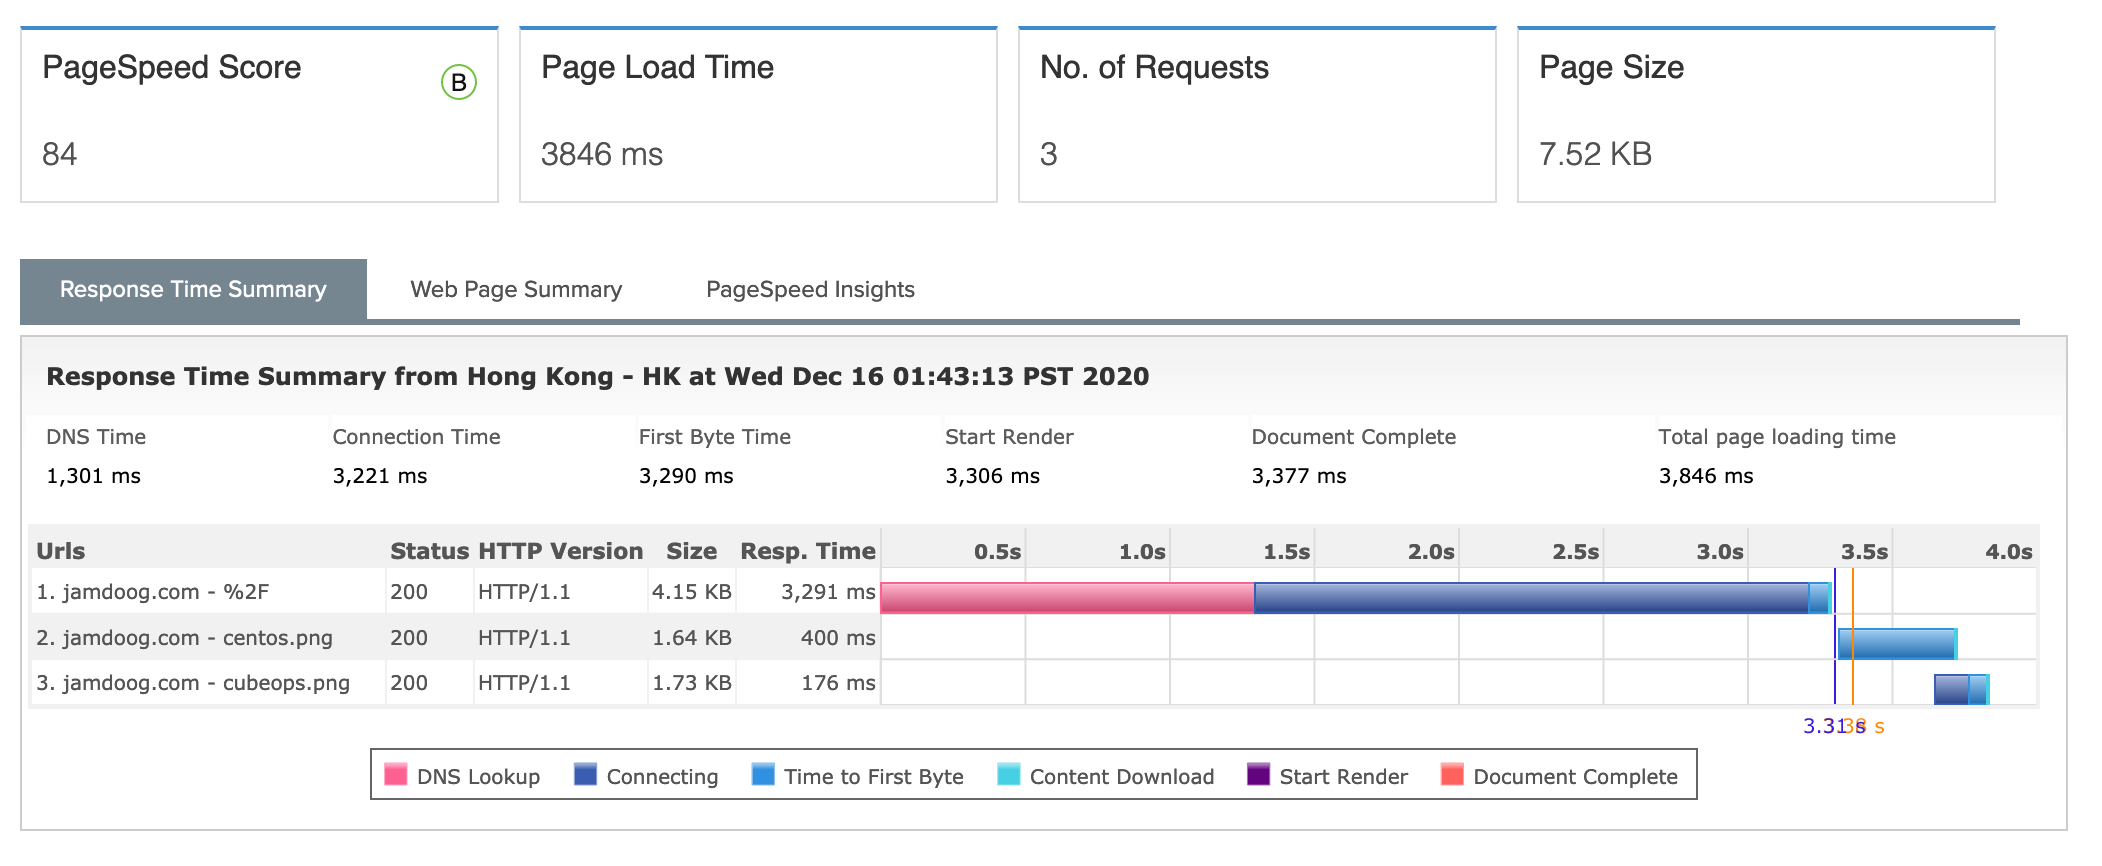 PageSpeed Score
B
84
Page Load Time
3846 ms
No. of Requests
3
Page Size
7.52 KB
Response Time Summary Web Page Summary PageSpeed Insights
Response Time Summary from Hong Kong - HK at Wed Dec 16 01:43:13 PST 2020
DNS Time Connection Time First Byte Time Start Render Document Complete Total page loading time
1,301 ms 3,221 ms 3,290 ms 3,306 ms 3,377 ms 3,846 ms
Urls Status HTTP Version Size Resp. Time 0.5s 1.0s 1.5s 2.0s 2.5s 3.0s 3.5s 4.0s
1. jamdoog.com - %2F 200 HTTP/1.1 4.15 KB 3,291 ms
2. jamdoog.com - centos.png 200 HTTP/1.1 1.64 KB 400 ms
3. jamdoog.com - cubeops.png 200 HTTP/1.1 1.73 KB 176 ms
3.31 s
DNS Lookup Connecting Time to First Byte Content Download Start Render Document Complete